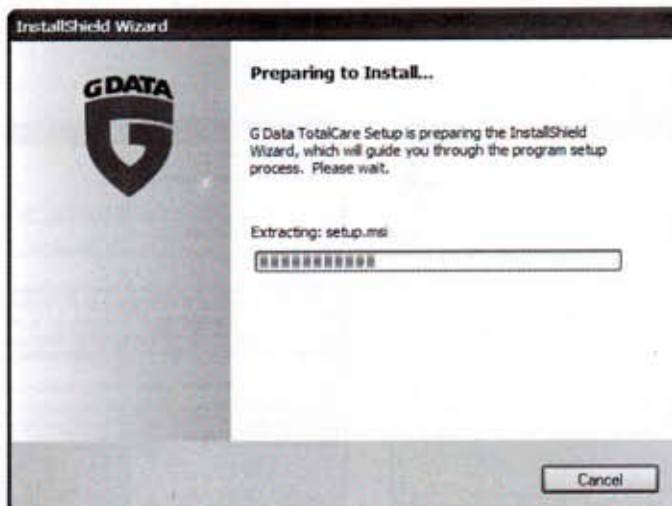 InstallShield Wizard
G DATA
Preparing to Install...
G Data TotalCare Setup is preparing the InstallShield
Wizard, which will guide you through the program setup
process. Please wait.
Extracting: setup.msi
Cancel